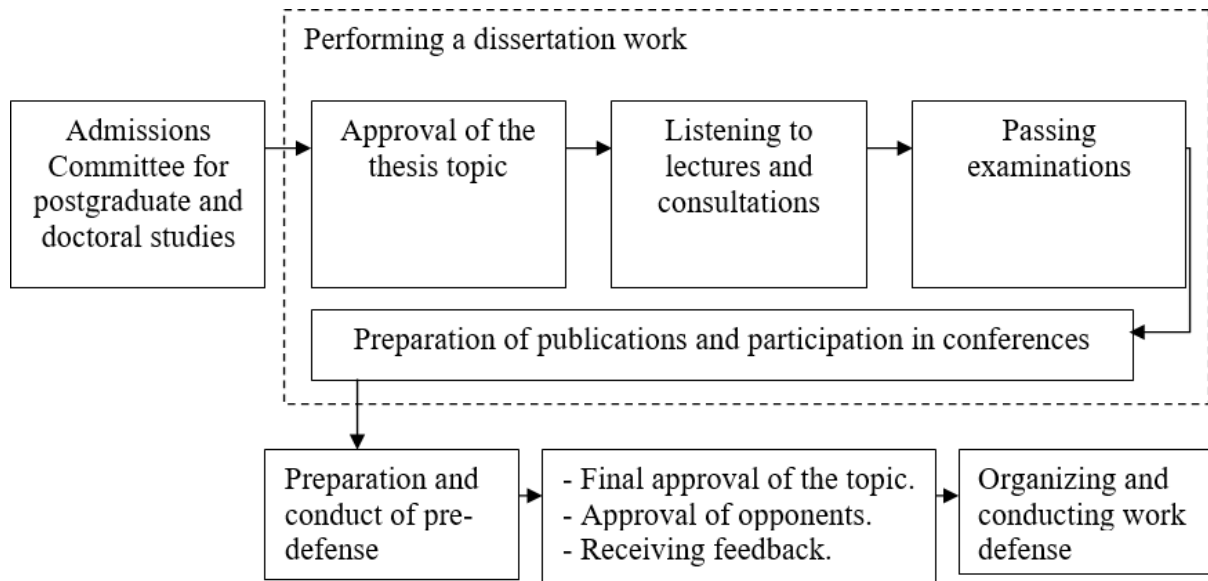 Performing a dissertation work
Admissions
Committee for
postgraduate and
doctoral studies
Approval of the
thesis topic
Listening to
lectures and
consultations
Passing
examinations
Preparation of publications and participation in conferences
Preparation and
conduct of pre-
defense
- Final approval of the topic.
- Approval of opponents.
- Receiving feedback.
Organizing and
conducting work
defense